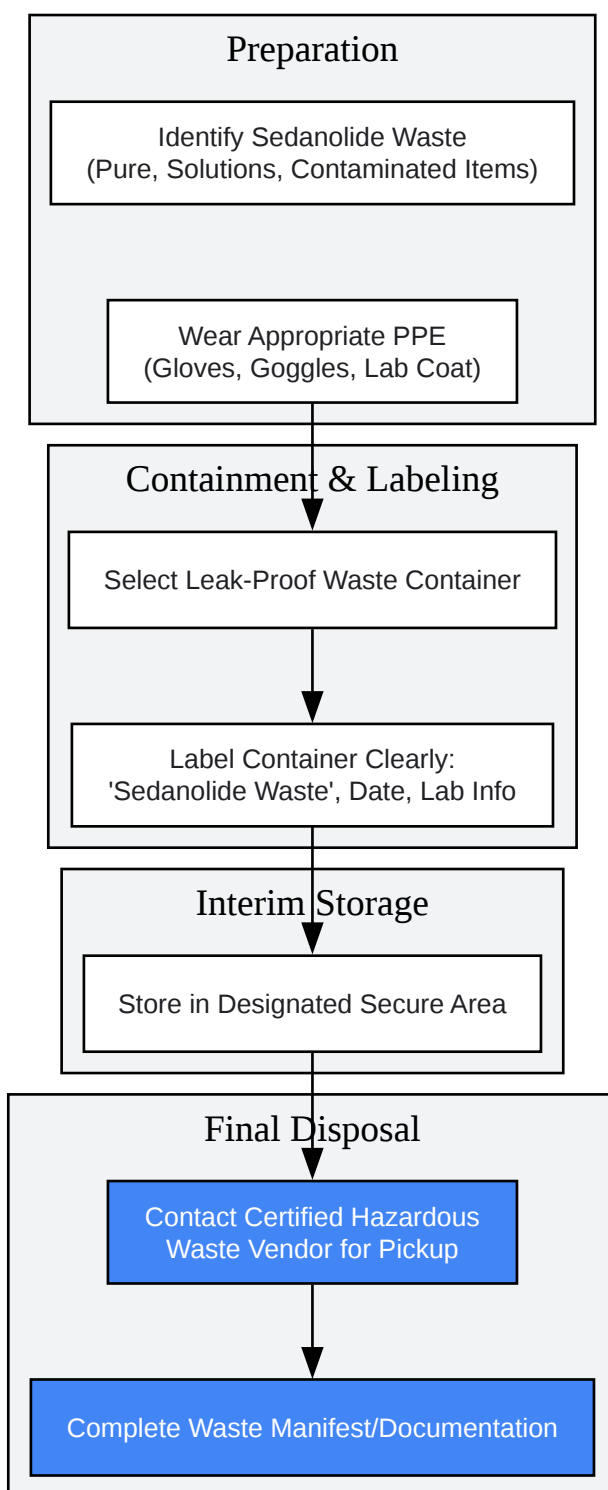 Preparation
Identify Sedanolide Waste
(Pure, Solutions, Contaminated Items)
Wear Appropriate PPE
(Gloves, Goggles, Lab Coat)
Containment & Labeling
Select Leak-Proof Waste Container
Label Container Clearly:
'Sedanolide Waste', Date, Lab Info
Interim Storage
Store in Designated Secure Area
Final Disposal
Contact Certified Hazardous
Waste Vendor for Pickup
Complete Waste Manifest/Documentation